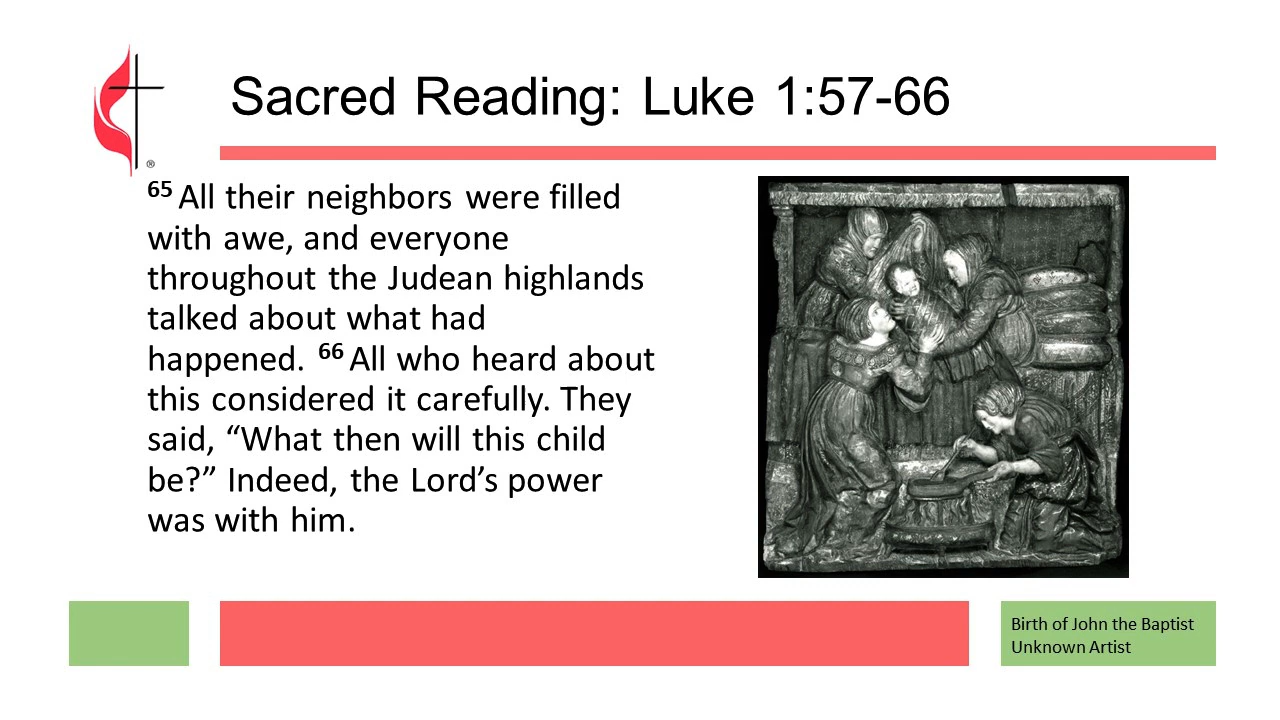 Sacred Reading: Luke 1:57-66
®
65 All their neighbors were filled
with awe, and everyone
throughout the Judean highlands
talked about what had
happened. 66 All who heard about
this considered it carefully. They
said, “What then will this child
be?” Indeed, the Lord’s power
was with him.
Birth of John the Baptist
Unknown Artist